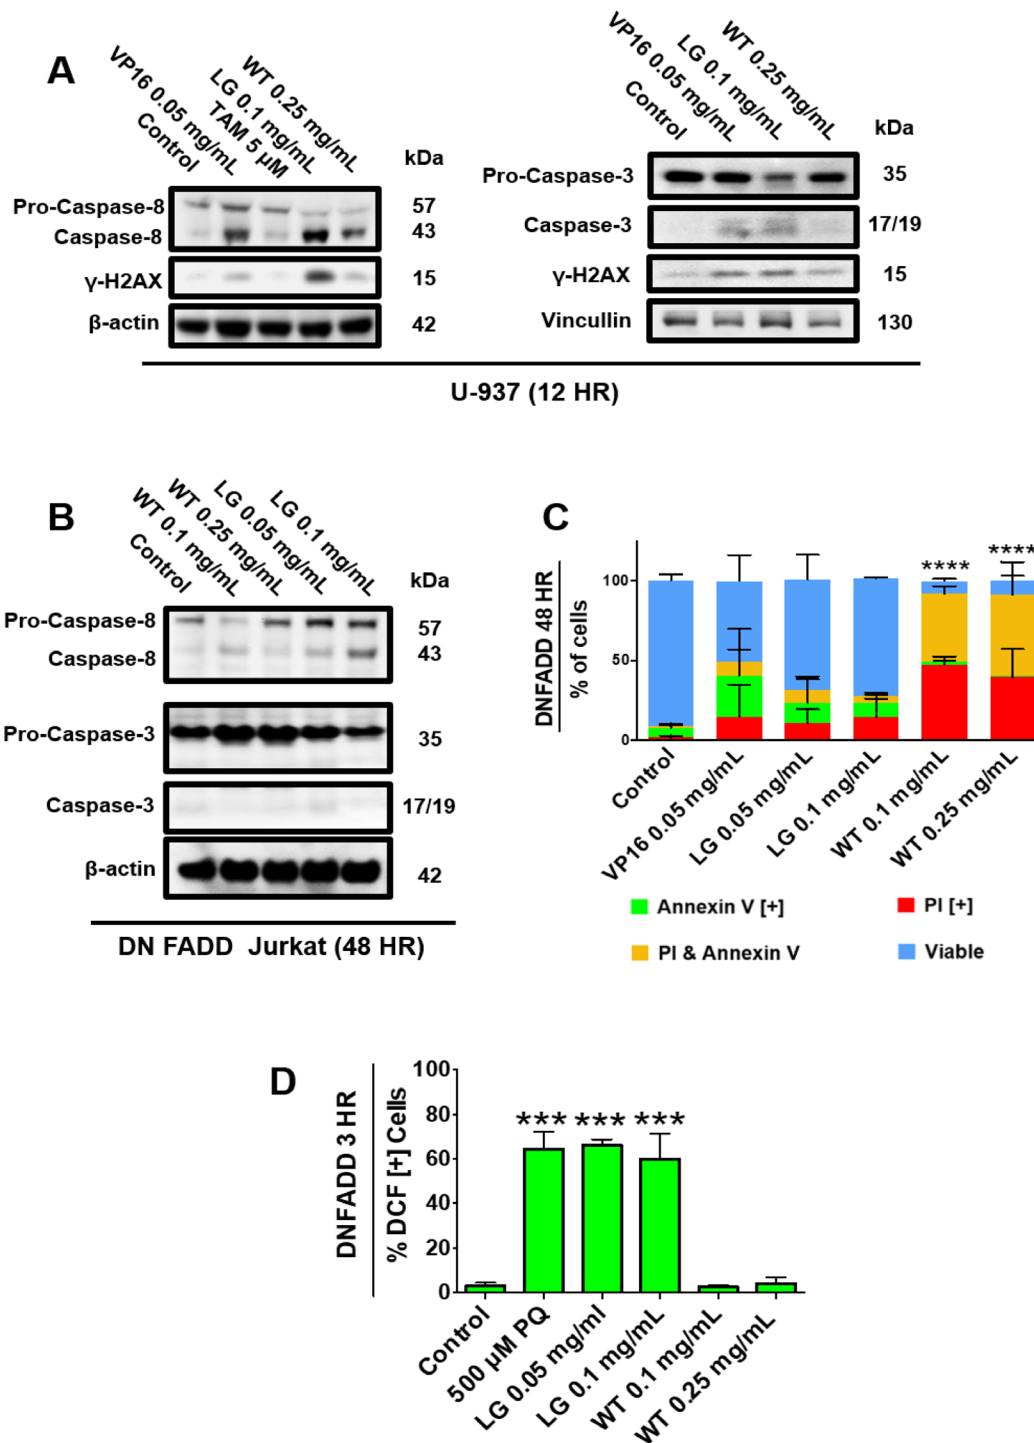 A
Control
VP16 0.05 mg/mL
TAM 5 µM
LG 0.1 mg/mL
WT 0.25 mg/mL
kDa
Pro-Caspase-8
57
Caspase-8
43
γ-H2AX
15
β-actin
42
Control
VP16 0.05 mg/mL
LG 0.1 mg/mL
WT 0.25 mg/mL
kDa
Pro-Caspase-3
35
Caspase-3
17/19
γ-H2AX
15
Vincullin
130
U-937 (12 HR)
B
Control
WT 0.1 mg/mL
WT 0.25 mg/mL
LG 0.05 mg/mL
LG 0.1 mg/mL
kDa
Pro-Caspase-8
57
Caspase-8
43
Pro-Caspase-3
35
Caspase-3
17/19
β-actin
42
DN FADD Jurkat (48 HR)
C
DNFADD 48 HR
% of cells
100
50
0
****
****
Control
VP16 0.05 mg/mL
LG 0.05 mg/mL
LG 0.1 mg/mL
WT 0.1 mg/mL
WT 0.25 mg/mL
Annexin V [+]
PI [+]
PI & Annexin V
Viable
D
DNFADD 3 HR
% DCF [+] Cells
100
80
60
40
20
0
***
***
***
Control
500 µM PQ
LG 0.05 mg/ml
LG 0.1 mg/mL
WT 0.1 mg/mL
WT 0.25 mg/mL